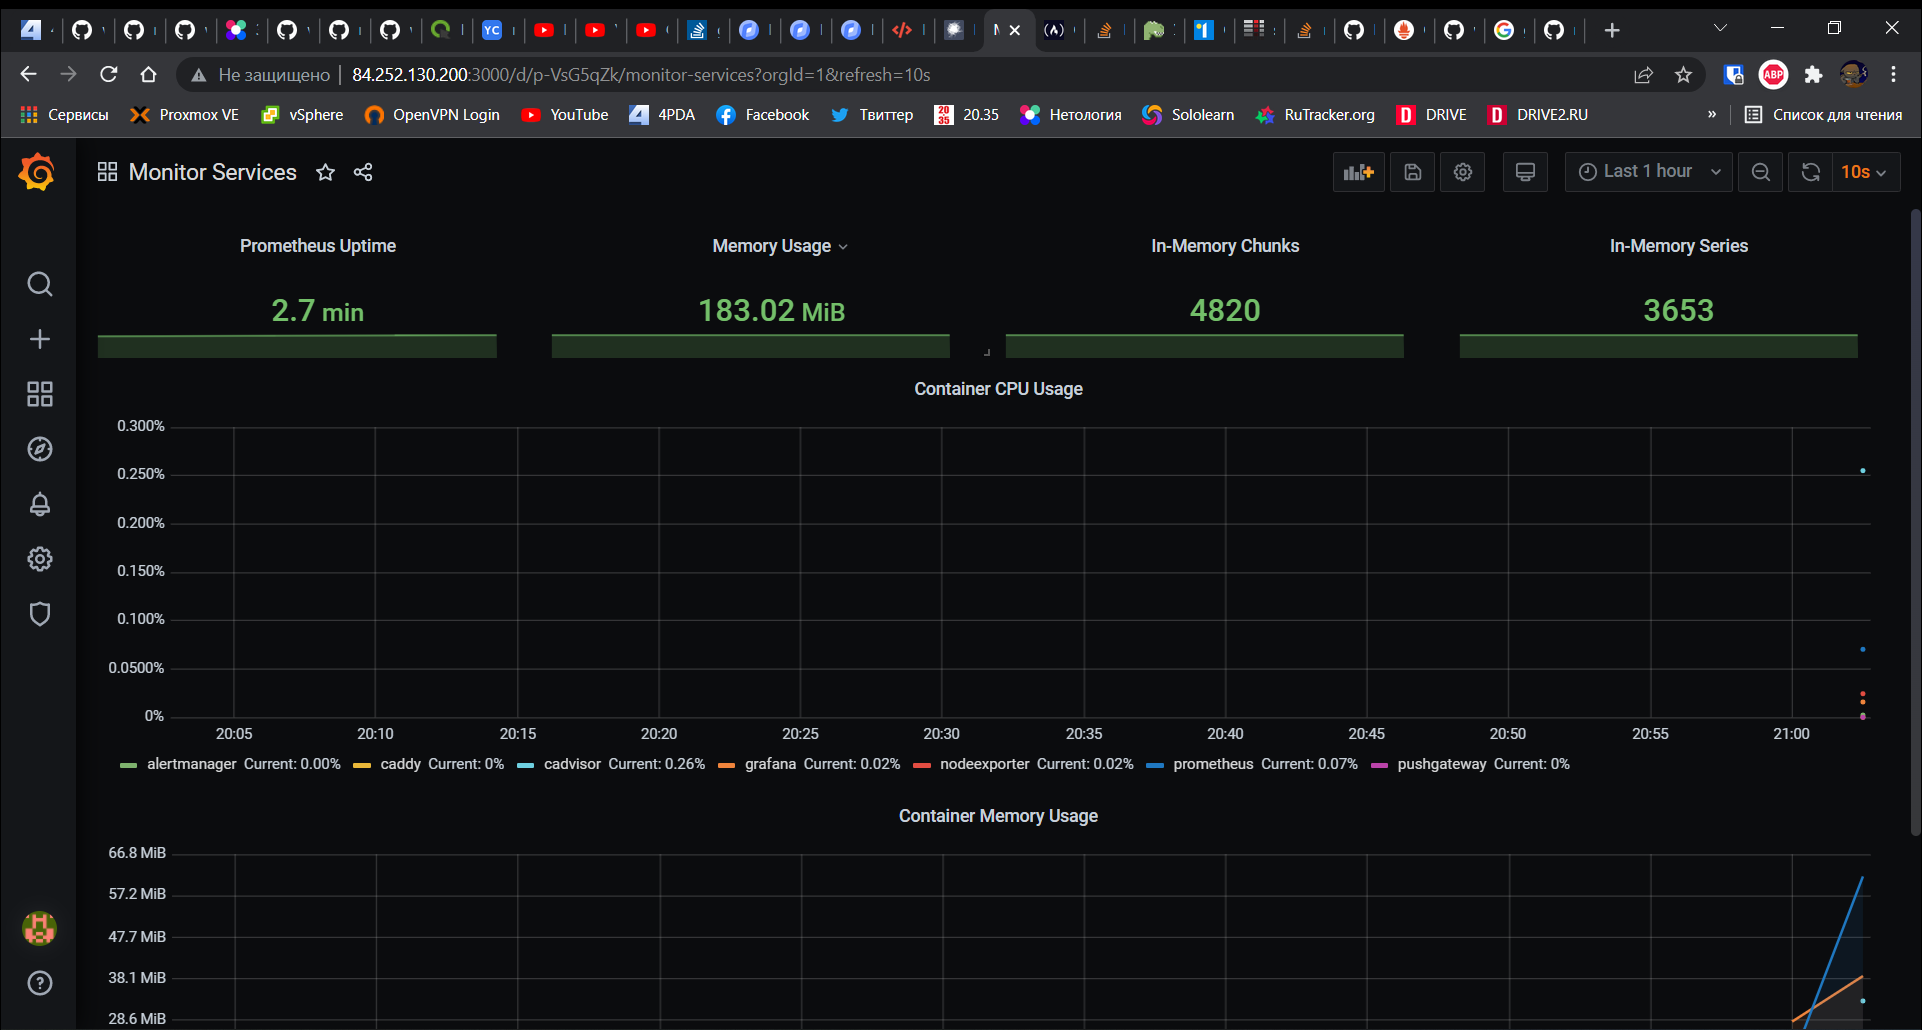 Не защищено | 84.252.130.200:3000/d/p-VsG5qZk/monitor-services?orgId=1&refresh=10s
ABP
Сервисы Proxmox VE vSphere OpenVPN Login YouTube 4PDA Facebook Твиттер 20 35 20.35 Нетология Sololearn RuTracker.org D DRIVE D DRIVE2.RU » Список для чтения
Monitor Services Last 1 hour 10s
Prometheus Uptime Memory Usage In-Memory Chunks In-Memory Series
2.7 min 183.02 MiB 4820 3653
Container CPU Usage
0.300%
0.250%
0.200%
0.150%
0.100%
0.0500%
0%
20:05 20:10 20:15 20:20 20:25 20:30 20:35 20:40 20:45 20:50 20:55 21:00
alertmanager Current: 0.00% caddy Current: 0% cadvisor Current: 0.26% grafana Current: 0.02% nodeexporter Current: 0.02% prometheus Current: 0.07% pushgateway Current: 0%
Container Memory Usage
66.8 MiB
57.2 MiB
47.7 MiB
38.1 MiB
28.6 MiB